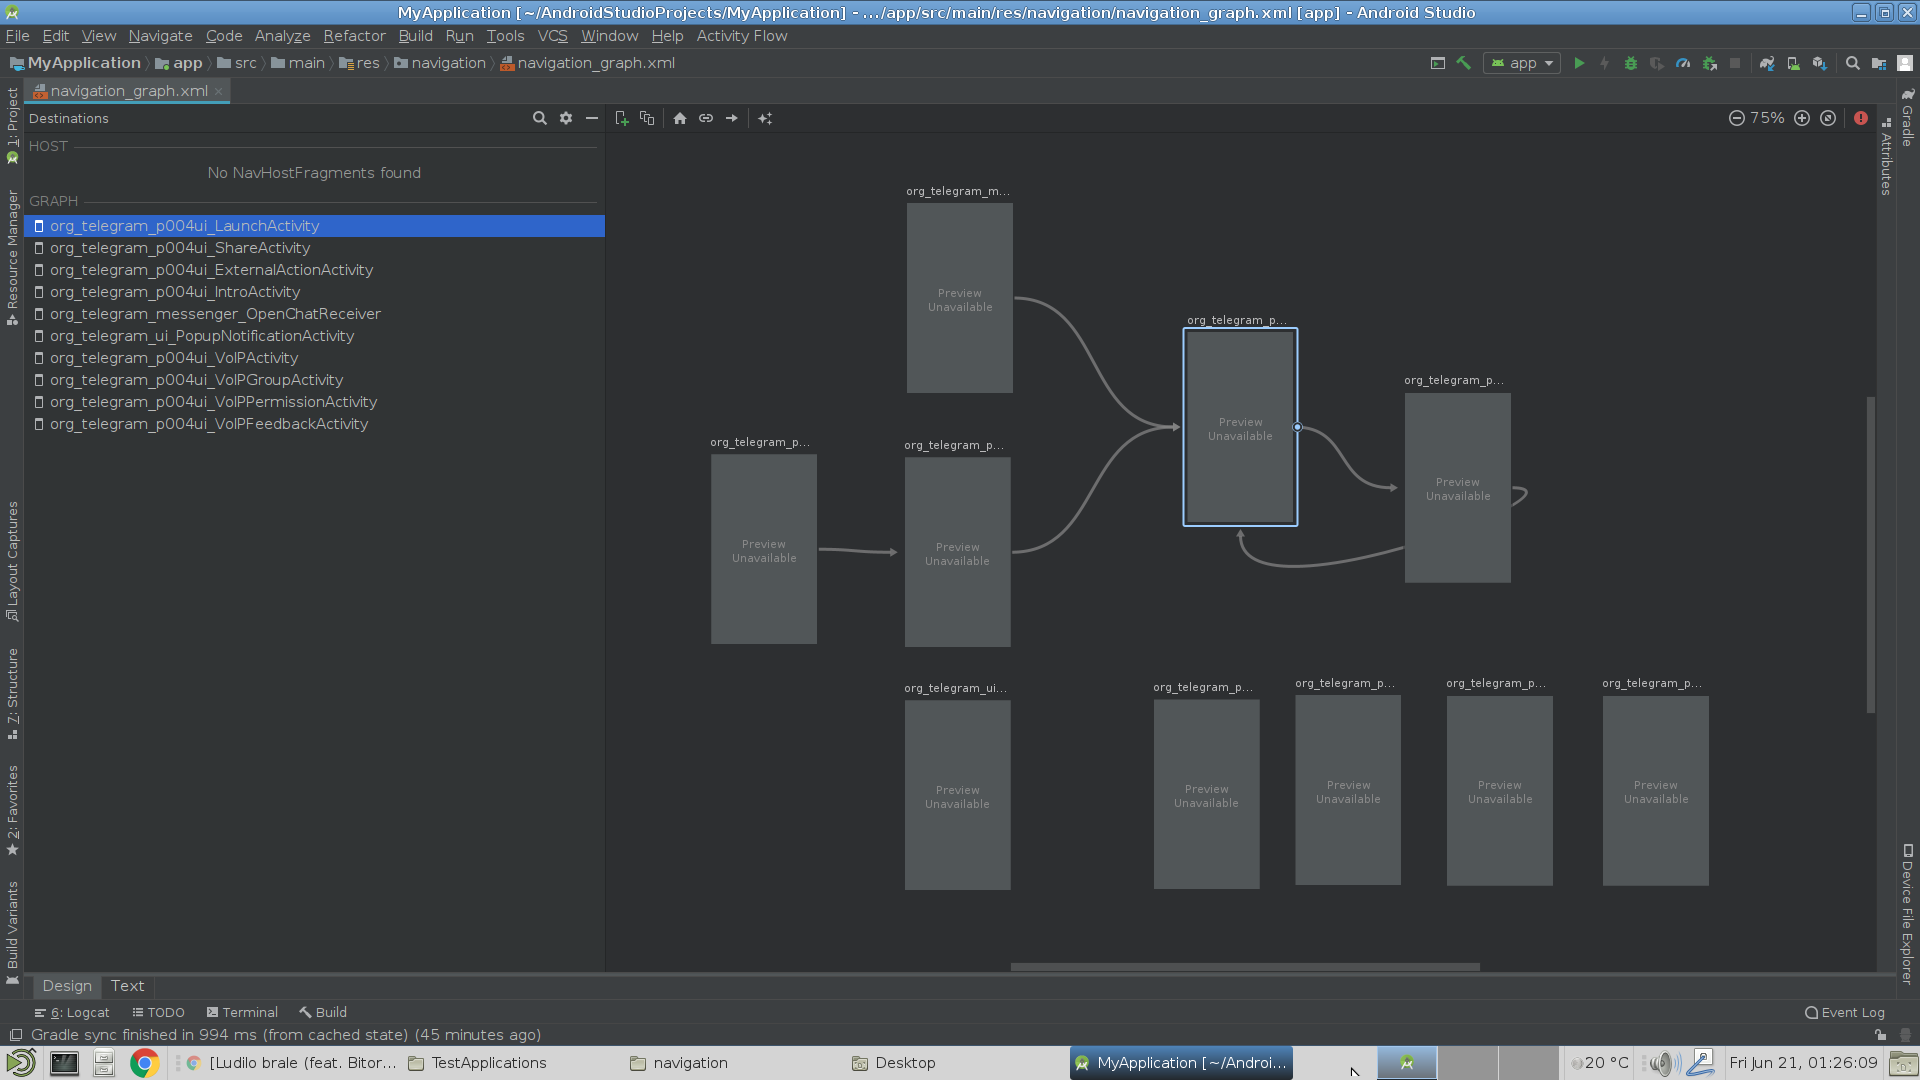 MyApplication [~/AndroidStudioProjects/MyApplication] - .../app/src/main/res/navigation/navigation_graph.xml [app] - Android Studio
File Edit View Navigate Code Analyze Refactor Build Run Tools VCS Window Help Activity Flow
MyApplication app src main res navigation navigation_graph.xml
app
navigation_graph.xml
Destinations
75%
HOST
No NavHostFragments found
GRAPH
org_telegram_p004ui_LaunchActivity
org_telegram_p004ui_ShareActivity
org_telegram_p004ui_ExternalActionActivity
org_telegram_p004ui_IntroActivity
org_telegram_messenger_OpenChatReceiver
org_telegram_ui_PopupNotificationActivity
org_telegram_p004ui_VoIPActivity
org_telegram_p004ui_VoIPGroupActivity
org_telegram_p004ui_VoIPPermissionActivity
org_telegram_p004ui_VoIPFeedbackActivity
1: Project
Resource Manager
Layout Captures
7: Structure
2: Favorites
Build Variants
org_telegram_m...
Preview
Unavailable
org_telegram_p...
Preview
Unavailable
org_telegram_p...
Preview
Unavailable
org_telegram_p...
Preview
Unavailable
org_telegram_p...
Preview
Unavailable
org_telegram_ui...
Preview
Unavailable
org_telegram_p...
Preview
Unavailable
org_telegram_p...
Preview
Unavailable
org_telegram_p...
Preview
Unavailable
org_telegram_p...
Preview
Unavailable
Attributes
Gradle
Device File Explorer
Design Text
6: Logcat TODO Terminal Build
Event Log
Gradle sync finished in 994 ms (from cached state) (45 minutes ago)
[Ludilo brale (feat. Bitor... TestApplications navigation Desktop MyApplication [~/Androi... 20 °C Fri Jun 21, 01:26:09